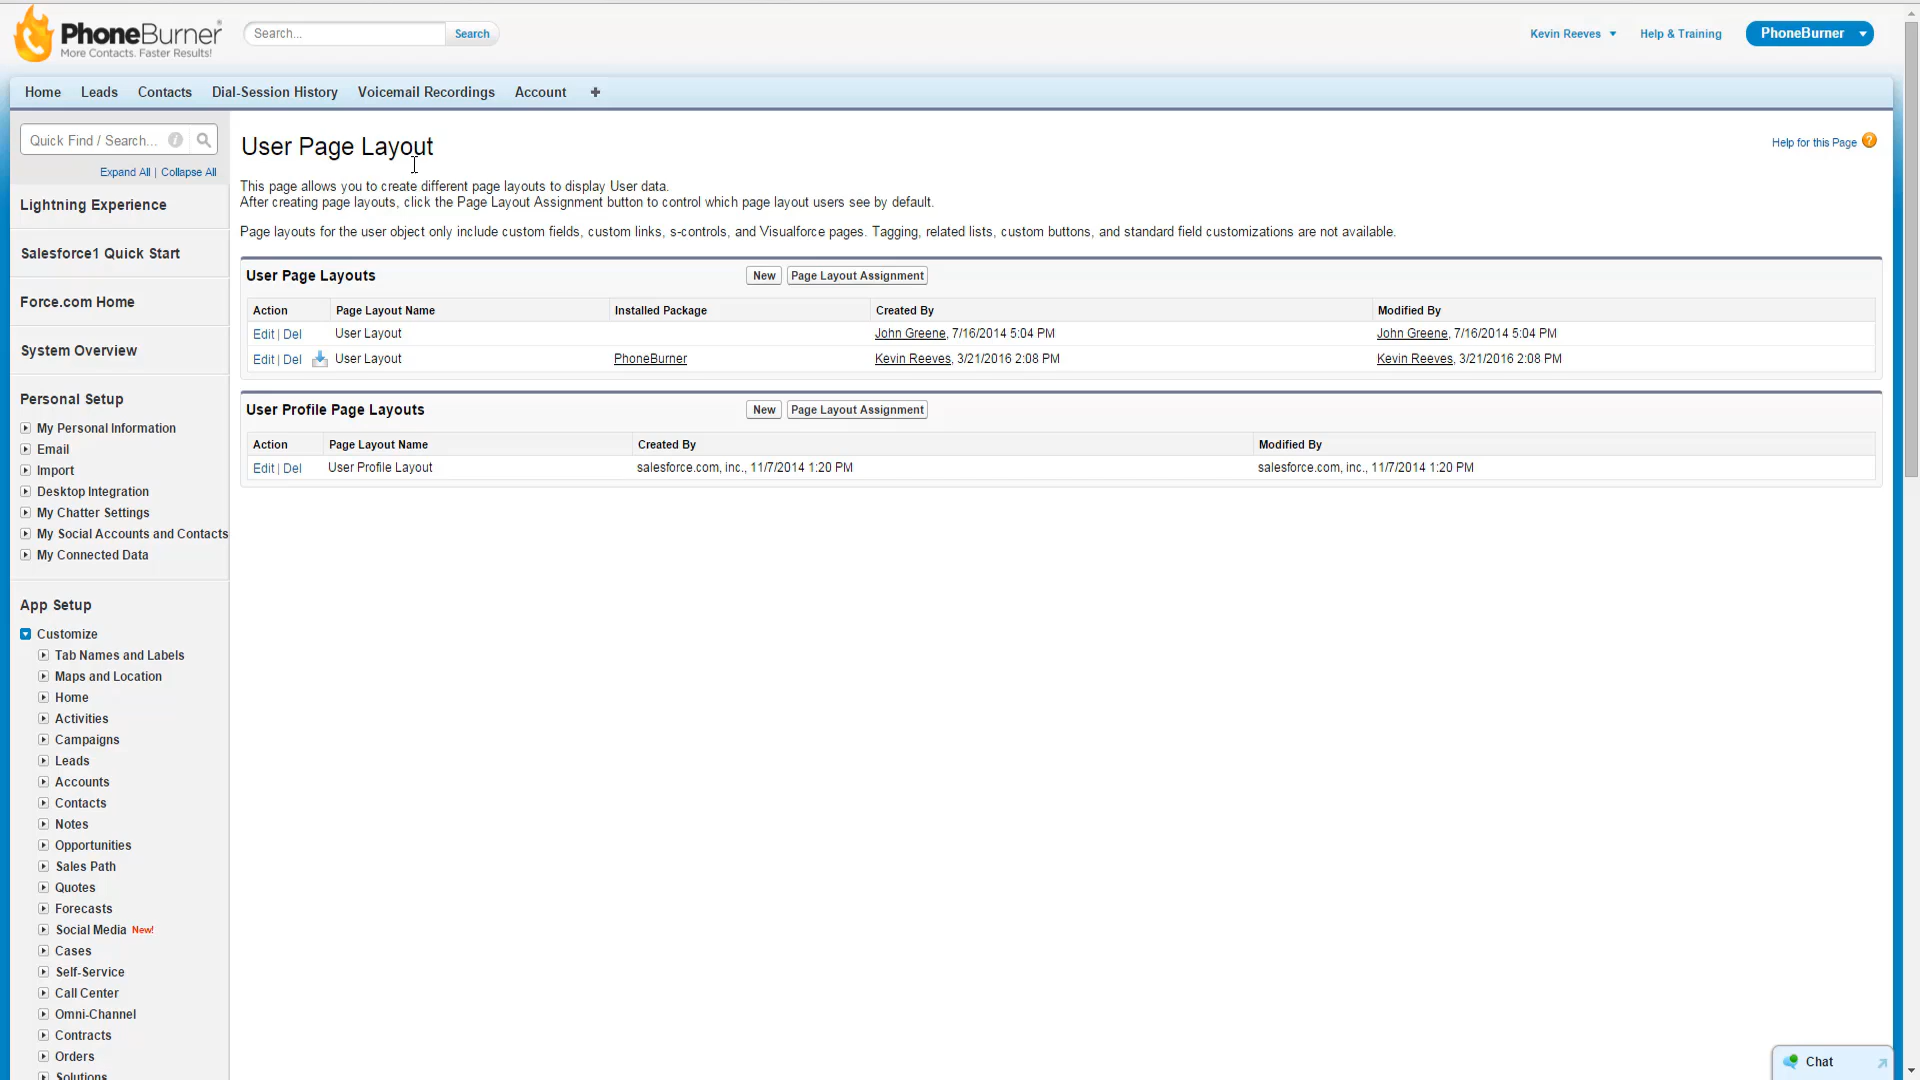 PhoneBurner®
More Contacts. Faster Results!
Search...
Search
Kevin Reeves
Help & Training
PhoneBurner
Home
Leads
Contacts
Dial-Session History
Voicemail Recordings
Account
+
Quick Find / Search...
Expand All | Collapse All
Lightning Experience
Salesforce1 Quick Start
Force.com Home
System Overview
Personal Setup
My Personal Information
Email
Import
Desktop Integration
My Chatter Settings
My Social Accounts and Contacts
My Connected Data
App Setup
Customize
Tab Names and Labels
Maps and Location
Home
Activities
Campaigns
Leads
Accounts
Contacts
Notes
Opportunities
Sales Path
Quotes
Forecasts
Social Media New!
Cases
Self-Service
Call Center
Omni-Channel
Contracts
Orders
Solutions
User Page Layout
Help for this Page
This page allows you to create different page layouts to display User data.
After creating page layouts, click the Page Layout Assignment button to control which page layout users see by default.
Page layouts for the user object only include custom fields, custom links, s-controls, and Visualforce pages. Tagging, related lists, custom buttons, and standard field customizations are not available.
User Page Layouts
New
Page Layout Assignment
Action Page Layout Name Installed Package Created By Modified By
Edit | Del User Layout John Greene, 7/16/2014 5:04 PM John Greene, 7/16/2014 5:04 PM
Edit | Del User Layout PhoneBurner Kevin Reeves, 3/21/2016 2:08 PM Kevin Reeves, 3/21/2016 2:08 PM
User Profile Page Layouts
New
Page Layout Assignment
Action Page Layout Name Created By Modified By
Edit | Del User Profile Layout salesforce.com, inc., 11/7/2014 1:20 PM salesforce.com, inc., 11/7/2014 1:20 PM
Chat